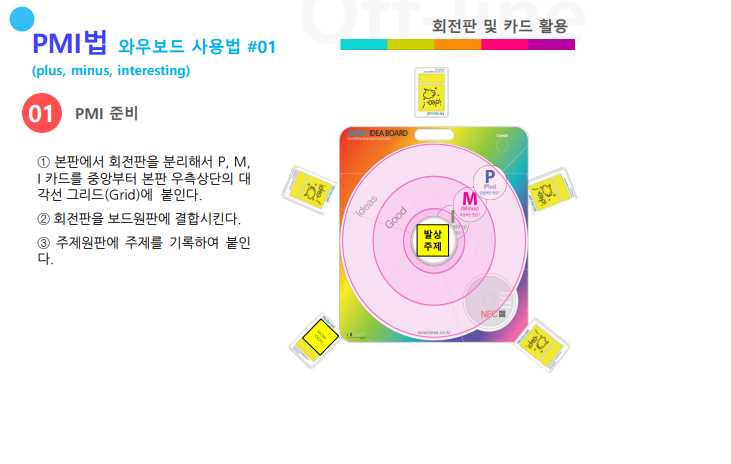 Off-line
회전판 및 카드 활용
PMI법 와우보드 사용법 #01
(plus, minus, interesting)
01 PMI 준비
① 본판에서 회전판을 분리해서 P, M,
I 카드를 중앙부터 본판 우측상단의 대
각선 그리드(Grid)에 붙인다.
② 회전판을 보드원판에 결합시킨다.
③ 주제원판에 주제를 기록하여 붙인
다.
IDEA BOARD
P
(Plus)
M
(Minus)
I
Ideas
Good
발상
주제
NFC